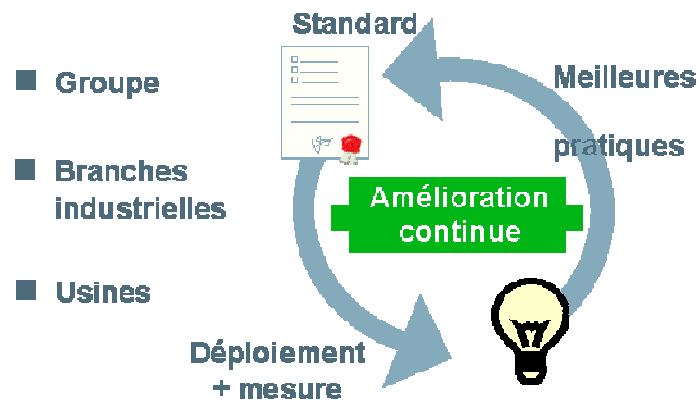 Standard
Groupe
Branches
industrielles
Usines
Meilleures
pratiques
Amélioration
continue
Déploiement
+ mesure